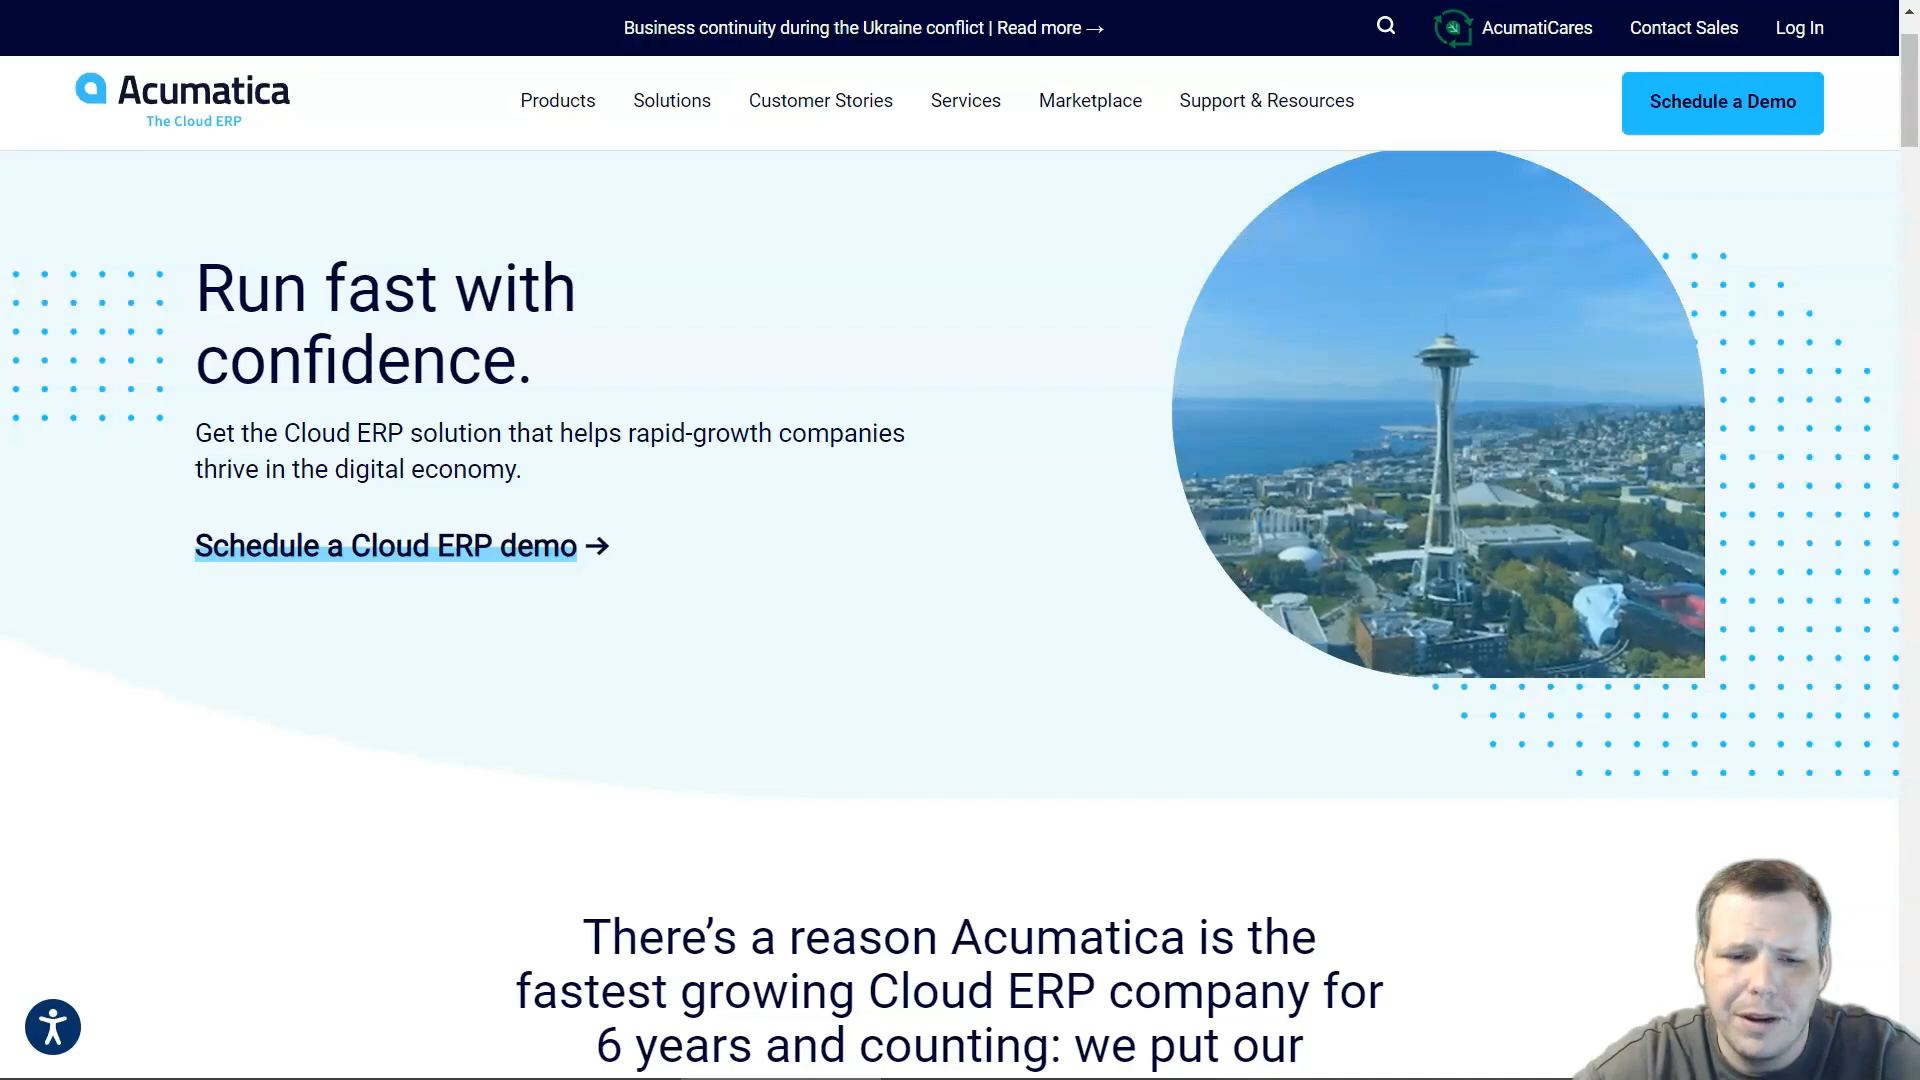 Business continuity during the Ukraine conflict | Read more →
AcumatiCares
Contact Sales
Log In
Acumatica
The Cloud ERP
Products
Solutions
Customer Stories
Services
Marketplace
Support & Resources
Schedule a Demo
Run fast with
confidence.
Get the Cloud ERP solution that helps rapid-growth companies
thrive in the digital economy.
Schedule a Cloud ERP demo →
There’s a reason Acumatica is the
fastest growing Cloud ERP company for
6 years and counting: we put our